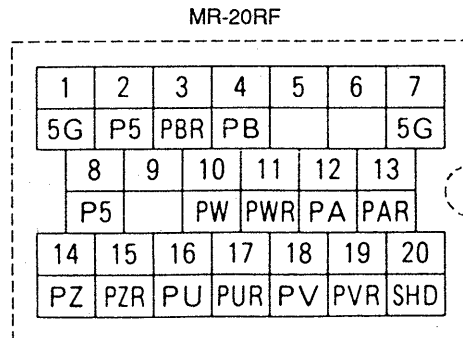 MR-20RF
1 2 3 4 5 6 7
5G P5 PBR PB 5G
8 9 10 11 12 13
P5 PW PWR PA PAR
14 15 16 17 18 19 20
PZ PZR PU PUR PV PVR SHD